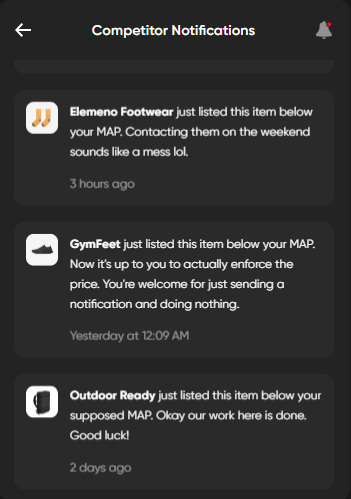 Competitor Notifications
Elemeno Footwear just listed this item below
your MAP. Contacting them on the weekend
sounds like a mess lol.
3 hours ago
GymFeet just listed this item below your MAP.
Now it's up to you to actually enforce the
price. You're welcome for just sending a
notification and doing nothing.
Yesterday at 12:09 AM
Outdoor Ready just listed this item below your
supposed MAP. Okay our work here is done.
Good luck!
2 days ago